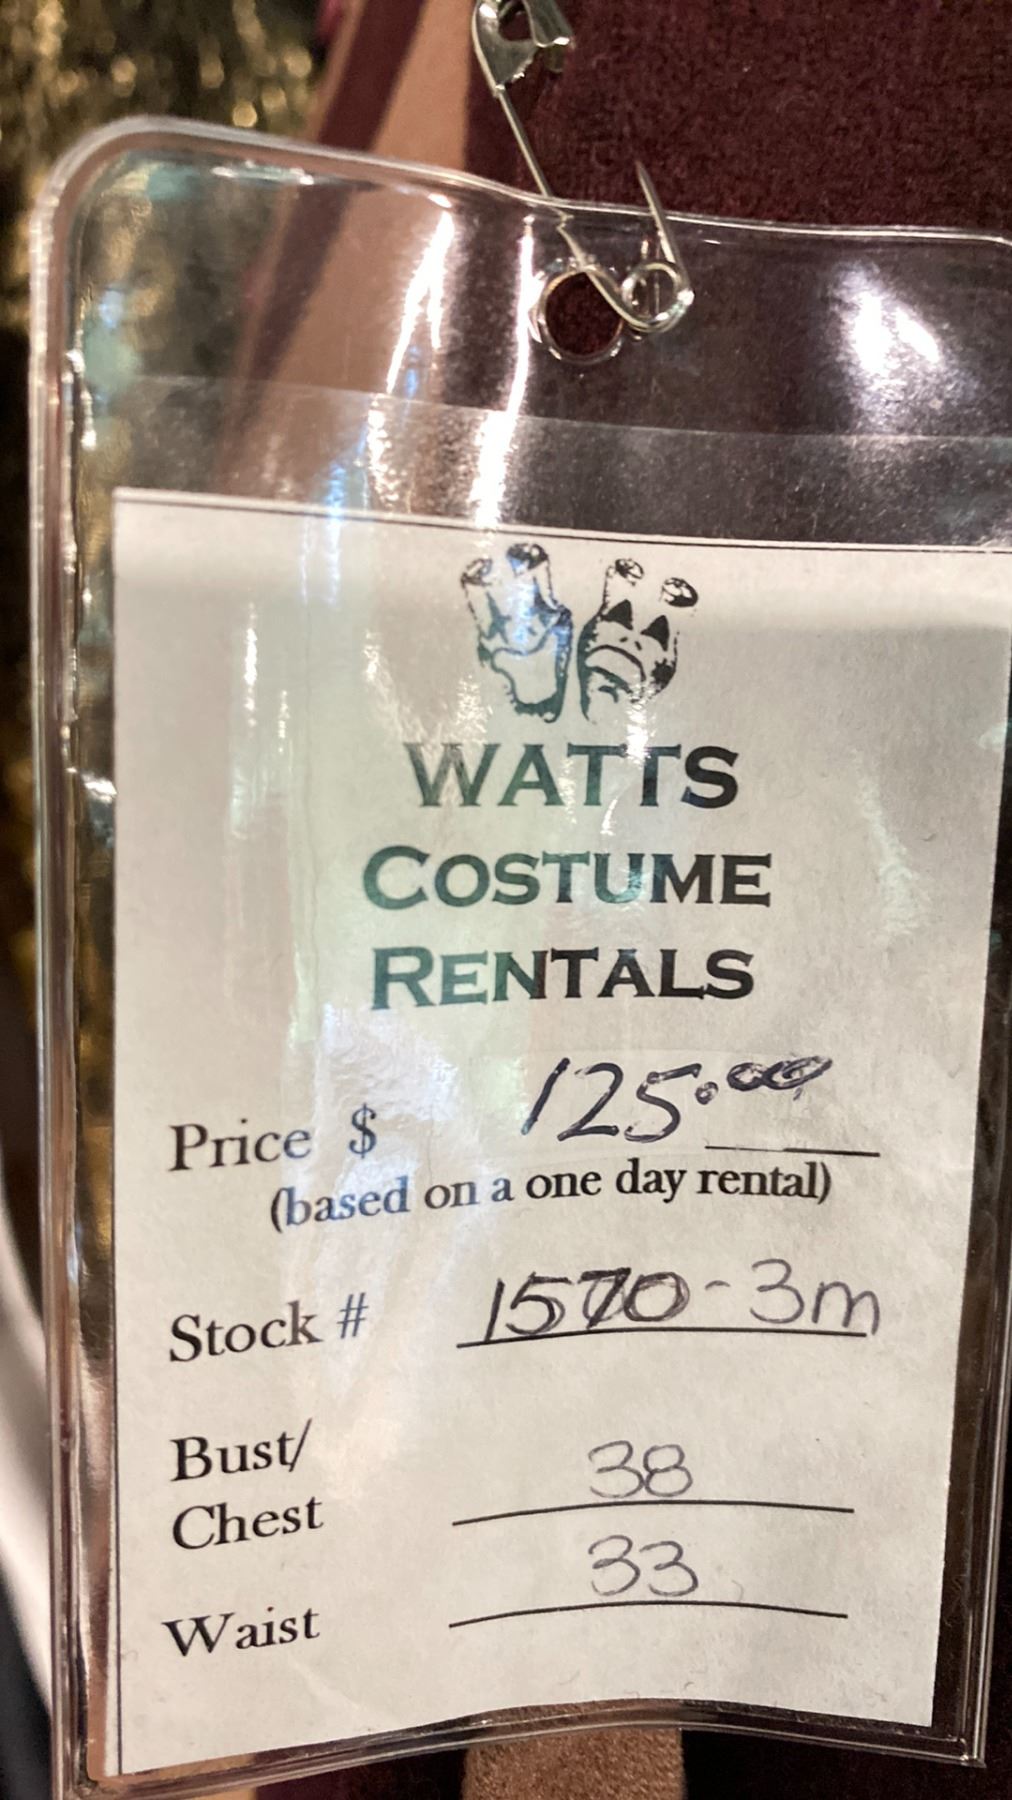 WATTS
COSTUME
RENTALS
Price $ 125.00
(based on a one day rental)
Stock # 1570-3m
Bust/
Chest 38
Waist 33